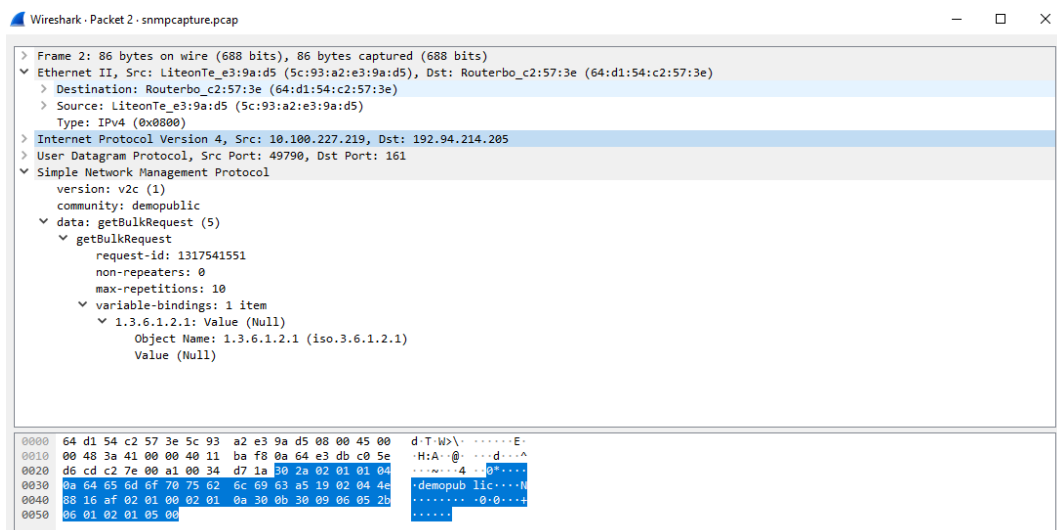 Wireshark · Packet 2 · snmpcapture.pcap
Frame 2: 86 bytes on wire (688 bits), 86 bytes captured (688 bits)
Ethernet II, Src: LiteonTe_e3:9a:d5 (5c:93:a2:e3:9a:d5), Dst: Routerbo_c2:57:3e (64:d1:54:c2:57:3e)
Destination: Routerbo_c2:57:3e (64:d1:54:c2:57:3e)
Source: LiteonTe_e3:9a:d5 (5c:93:a2:e3:9a:d5)
Type: IPv4 (0x0800)
Internet Protocol Version 4, Src: 10.100.227.219, Dst: 192.94.214.205
User Datagram Protocol, Src Port: 49790, Dst Port: 161
Simple Network Management Protocol
version: v2c (1)
community: demopublic
data: getBulkRequest (5)
getBulkRequest
request-id: 1317541551
non-repeaters: 0
max-repetitions: 10
variable-bindings: 1 item
1.3.6.1.2.1: Value (Null)
Object Name: 1.3.6.1.2.1 (iso.3.6.1.2.1)
Value (Null)
0000 64 d1 54 c2 57 3e 5c 93 a2 e3 9a d5 08 00 45 00 d·T·W>\· ······E·
0010 00 48 3a 41 00 00 40 11 ba f8 0a 64 e3 db c0 5e ·H:A··@· ···d···^
0020 d6 cd c2 7e 00 a1 00 34 d7 1a 30 2a 02 01 01 04 ···~···4 ··0*····
0030 0a 64 65 6d 6f 70 75 62 6c 69 63 a5 19 02 04 4e ·demopub lic····N
0040 88 16 af 02 01 00 02 01 0a 30 0b 30 09 06 05 2b ········ ·0·0···+
0050 06 01 02 01 05 00 ······